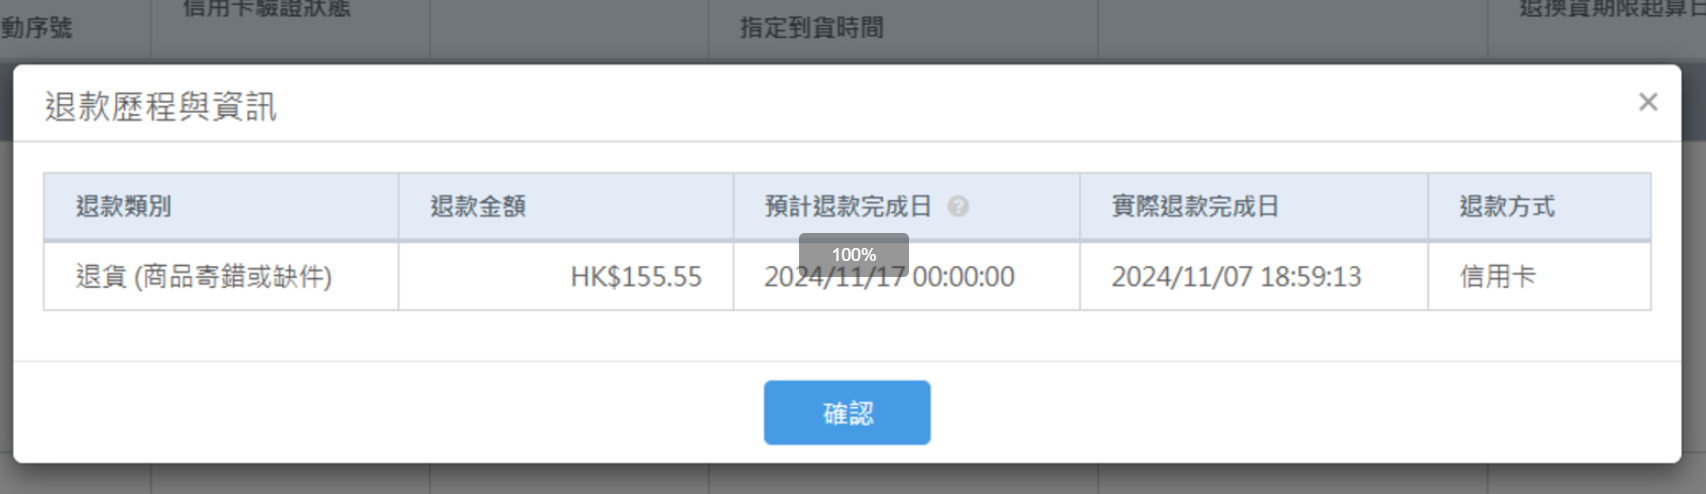 動序號
信用卡驗證狀態
指定到貨時間
退換貨期限起算日
退款歷程與資訊
×
退款類別 退款金額 預計退款完成日 ? 實際退款完成日 退款方式
100%
退貨 (商品寄錯或缺件) HK$155.55 2024/11/17 00:00:00 2024/11/07 18:59:13 信用卡
確認